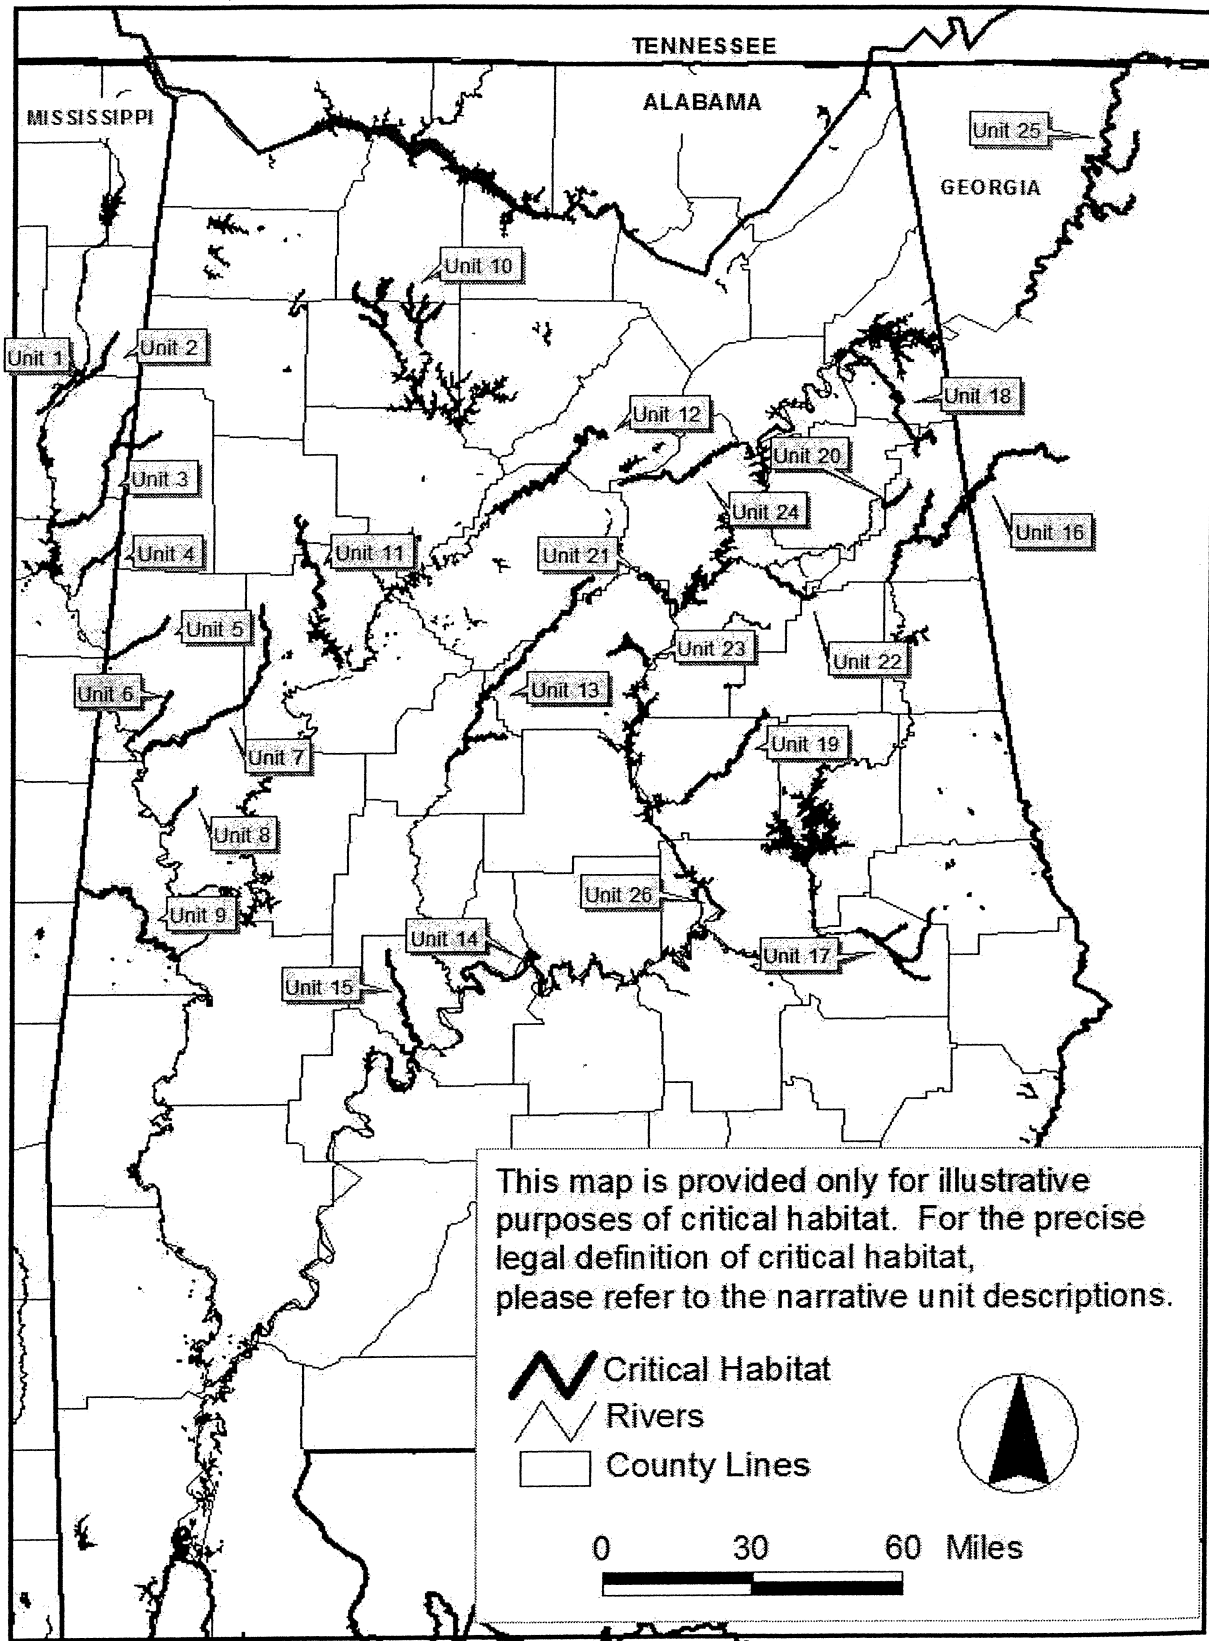 TENNESSEE
MISSISSIPPI
ALABAMA
Unit 25
GEORGIA
Unit 10
Unit 1
Unit 2
Unit 18
Unit 12
Unit 20
Unit 3
Unit 24
Unit 16
Unit 4
Unit 11
Unit 21
Unit 5
Unit 23
Unit 22
Unit 6
Unit 13
Unit 7
Unit 19
Unit 8
Unit 26
Unit 9
Unit 14
Unit 17
Unit 15
This map is provided only for illustrative
purposes of critical habitat. For the precise
legal definition of critical habitat,
please refer to the narrative unit descriptions.
Critical Habitat
Rivers
County Lines
0 30 60 Miles